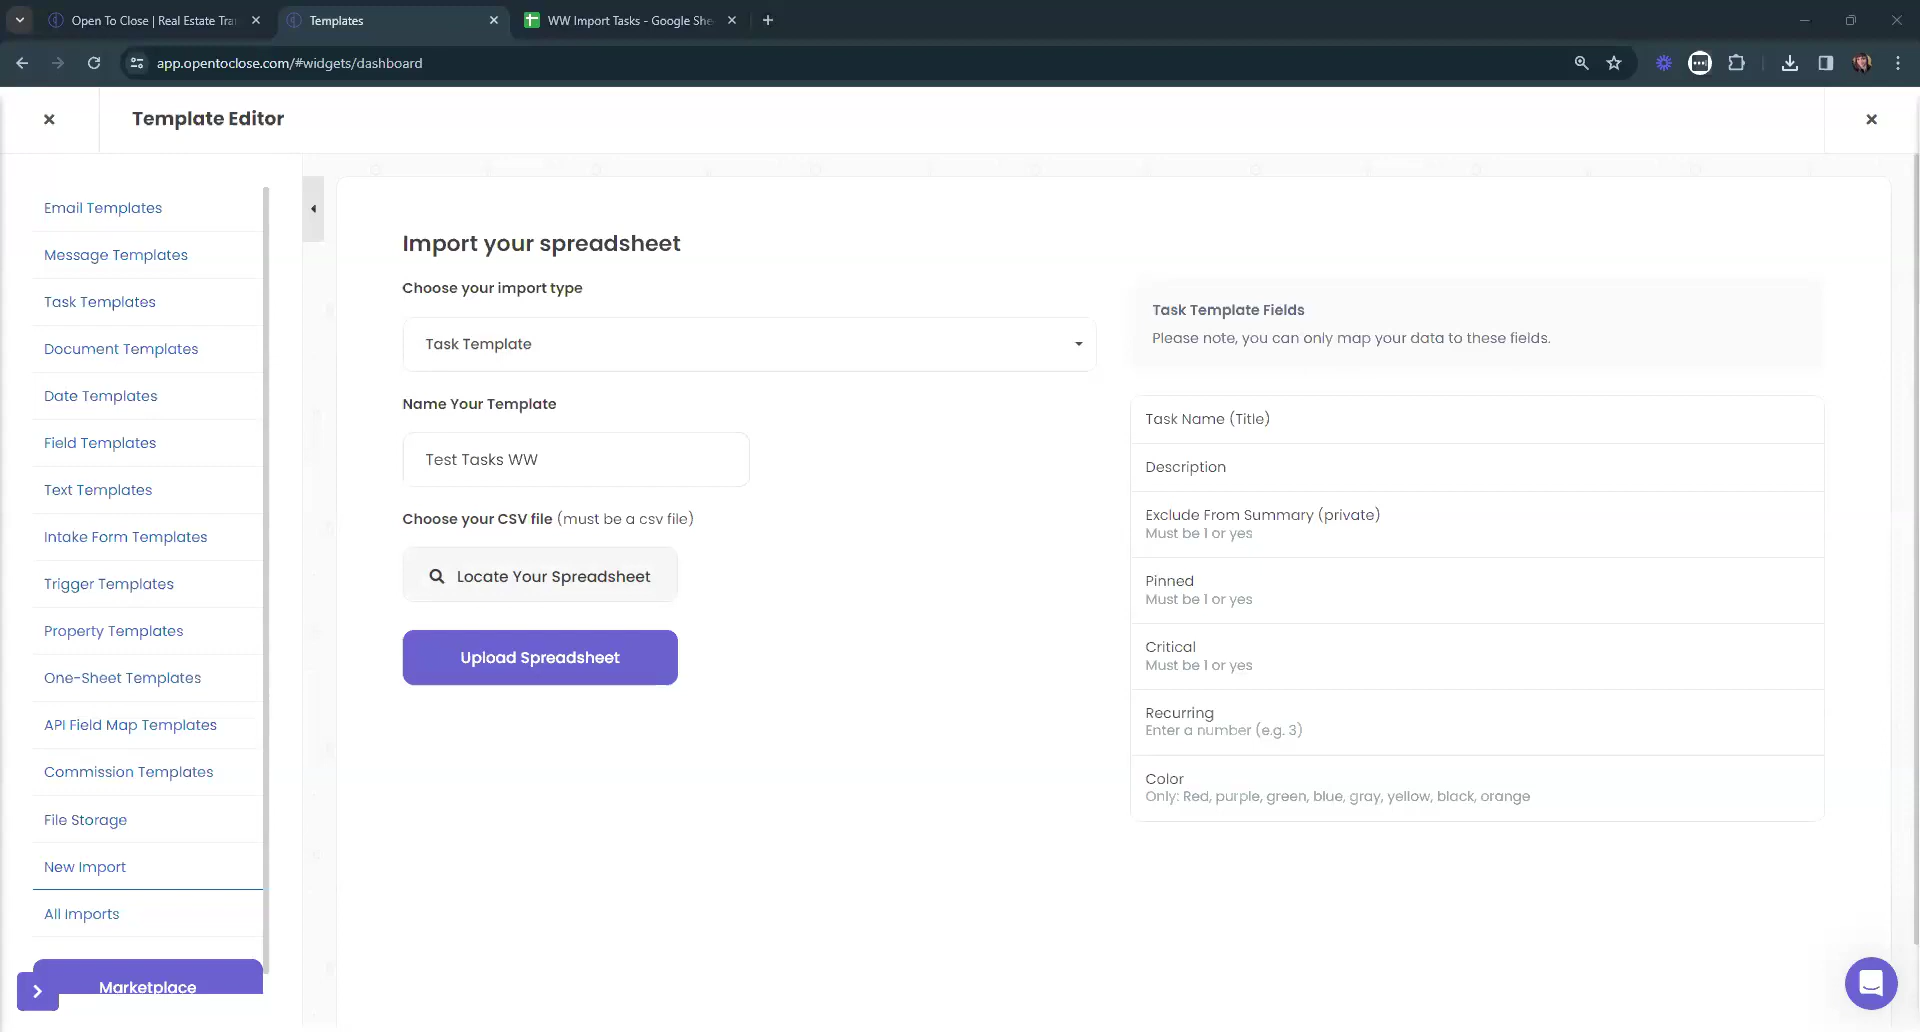 Open To Close | Real Estate Tra
Templates
WW Import Tasks - Google She
app.opentoclose.com/#widgets/dashboard
Template Editor
Email Templates
Message Templates
Task Templates
Document Templates
Date Templates
Field Templates
Text Templates
Intake Form Templates
Trigger Templates
Property Templates
One-Sheet Templates
API Field Map Templates
Commission Templates
File Storage
New Import
All Imports
Marketplace
Import your spreadsheet
Choose your import type
Task Template
Name Your Template
Test Tasks WW
Choose your CSV file (must be a csv file)
Locate Your Spreadsheet
Upload Spreadsheet
Task Template Fields
Please note, you can only map your data to these fields.
Task Name (Title)
Description
Exclude From Summary (private)
Must be 1 or yes
Pinned
Must be 1 or yes
Critical
Must be 1 or yes
Recurring
Enter a number (e.g. 3)
Color
Only: Red, purple, green, blue, gray, yellow, black, orange